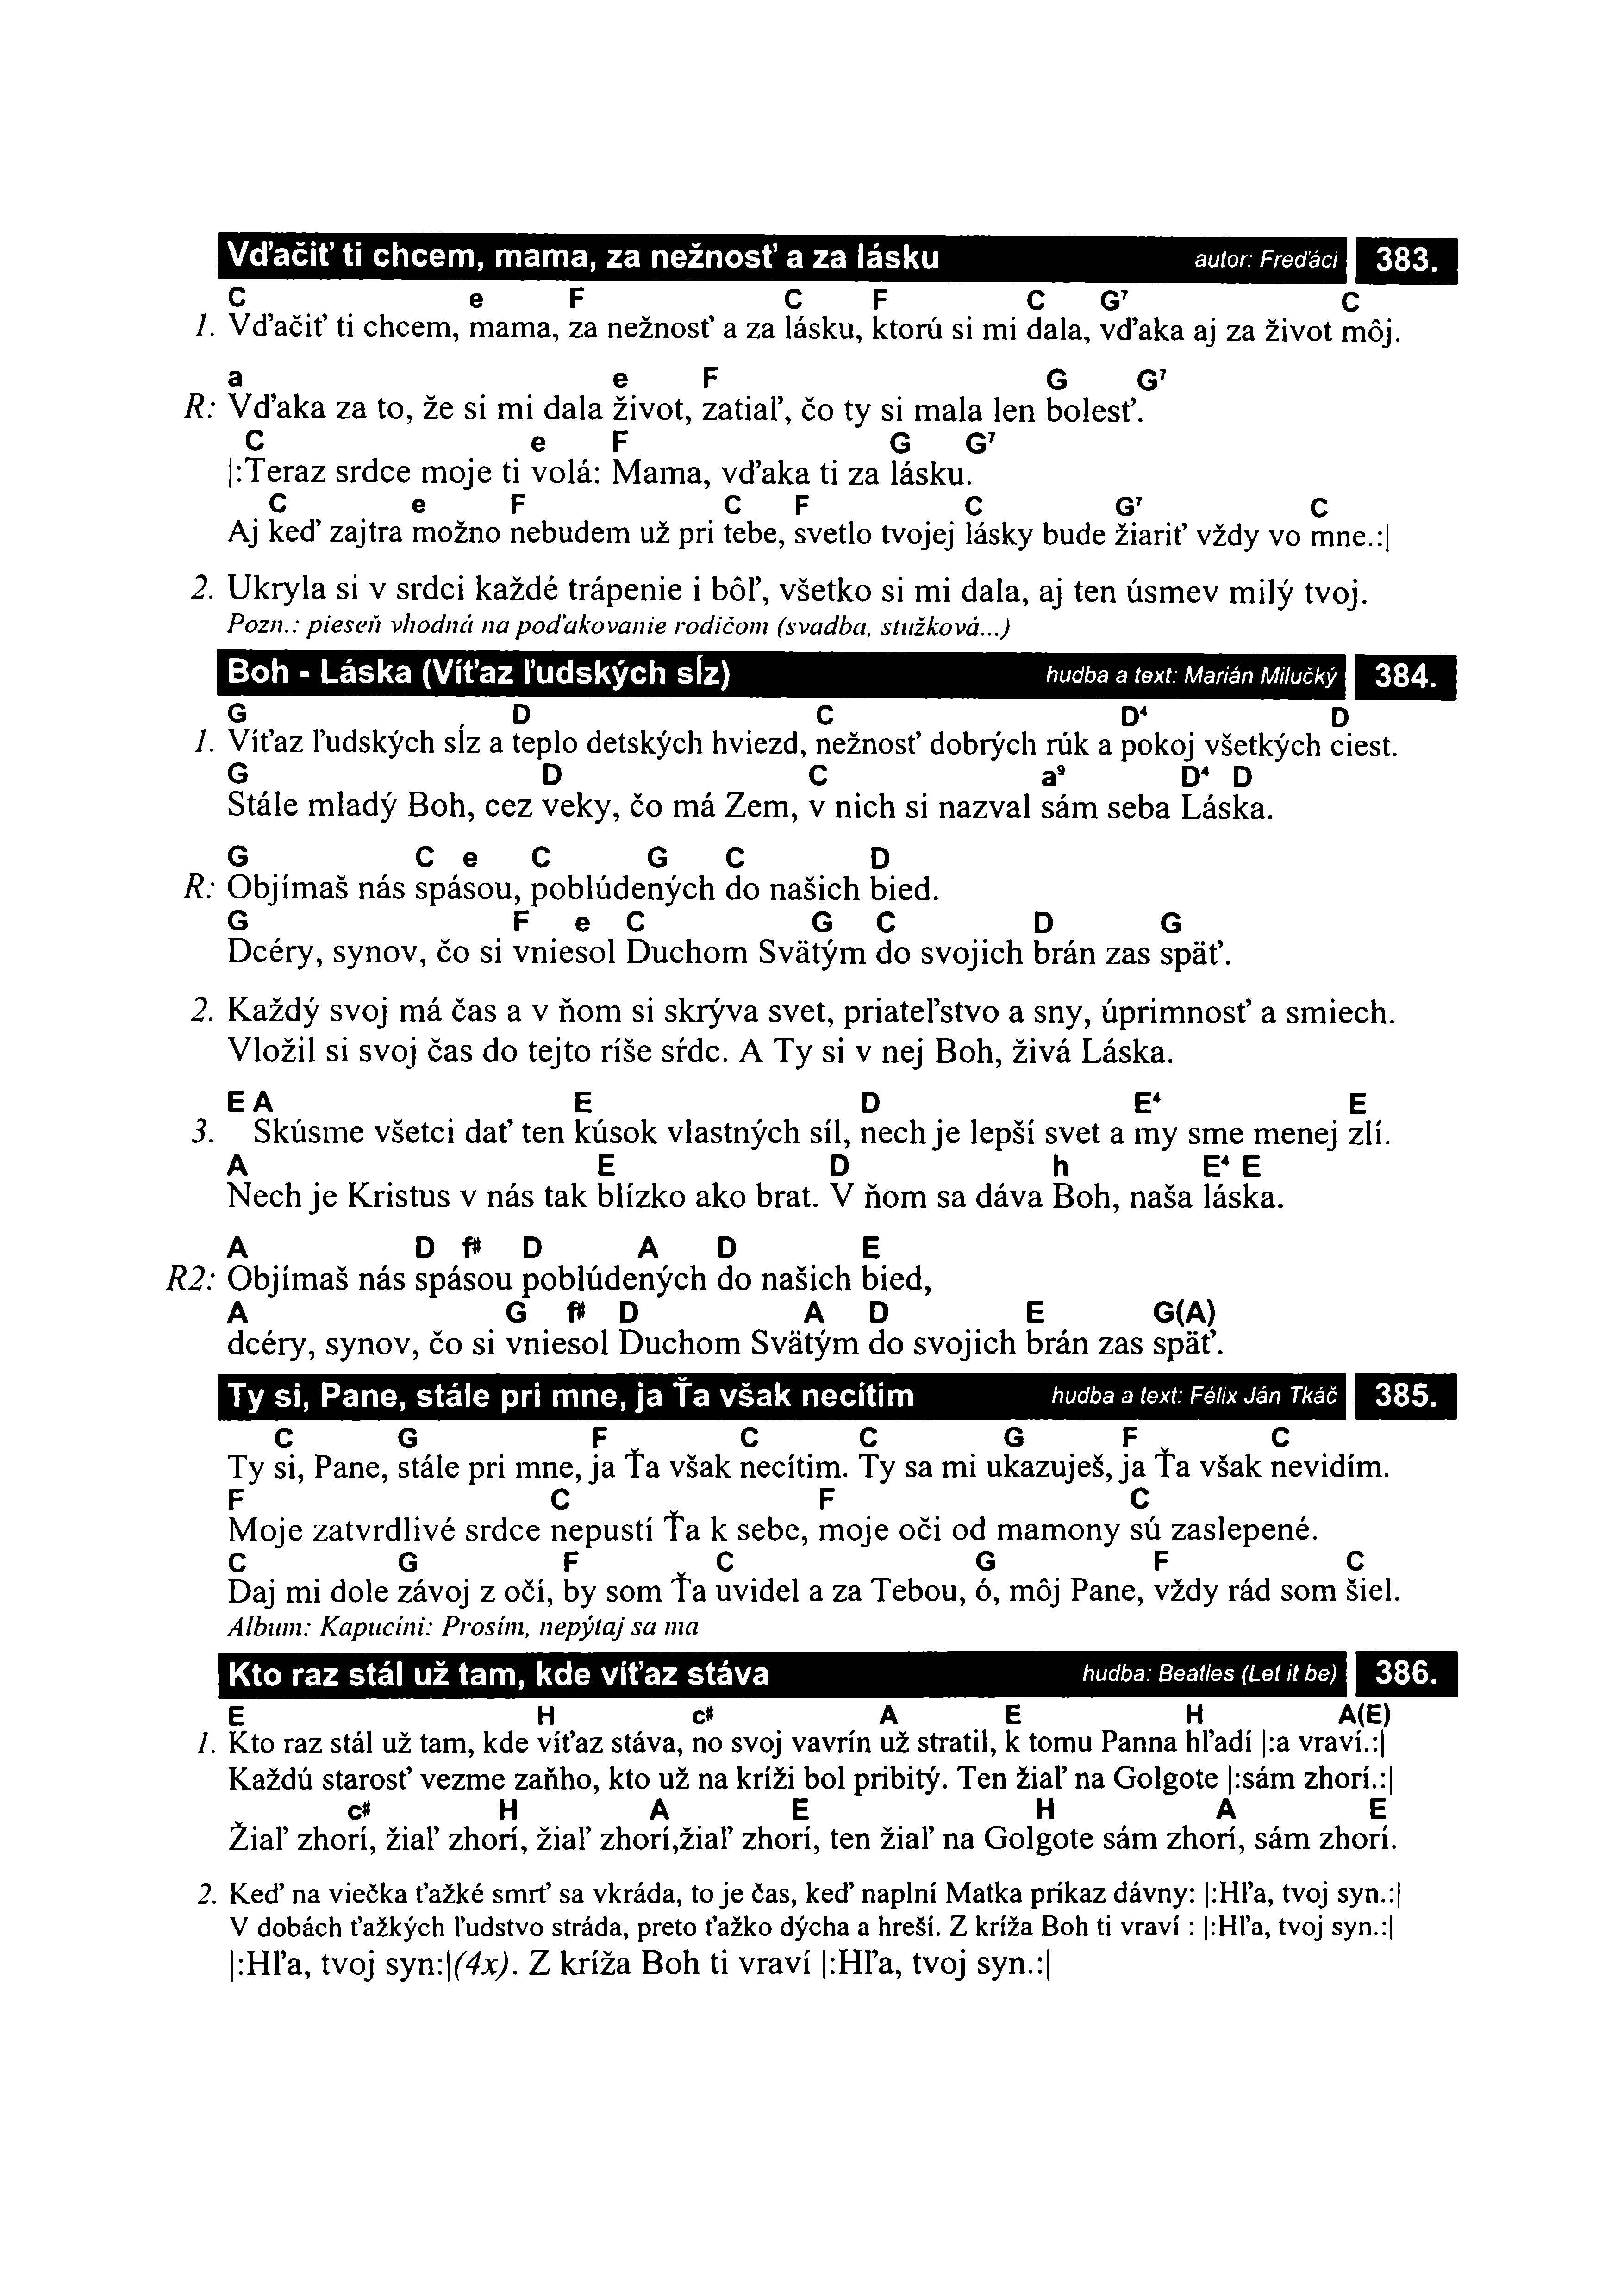 Vďačiť ti chcem, mama, za nežnosť a za lásku autor: Freďáci 383.
C e F C F C G7 C
1. Vďačiť ti chcem, mama, za nežnosť a za lásku, ktorú si mi dala, vďaka aj za život môj.
a e F G G7
R: Vďaka za to, že si mi dala život, zatiaľ, čo ty si mala len bolesť.
C e F G G7
|:Teraz srdce moje ti volá: Mama, vďaka ti za lásku.
C e F C F C G7 C
Aj keď zajtra možno nebudem už pri tebe, svetlo tvojej lásky bude žiariť vždy vo mne.:|
2. Ukryla si v srdci každé trápenie i bôľ, všetko si mi dala, aj ten úsmev milý tvoj.
Pozn.: pieseň vhodná na poďakovanie rodičom (svadba, stužková...)
Boh - Láska (Víťaz ľudských sĺz) hudba a text: Marián Milučký 384.
G D C D4 D
1. Víťaz ľudských sĺz a teplo detských hviezd, nežnosť dobrých rúk a pokoj všetkých ciest.
G D C a9 D4 D
Stále mladý Boh, cez veky, čo má Zem, v nich si nazval sám seba Láska.
G C e C G C D
R: Objímaš nás spásou, poblúdených do našich bied.
G F e C G C D G
Dcéry, synov, čo si vniesol Duchom Svätým do svojich brán zas späť.
2. Každý svoj má čas a v ňom si skrýva svet, priateľstvo a sny, úprimnosť a smiech.
Vložil si svoj čas do tejto ríše sŕdc. A Ty si v nej Boh, živá Láska.
E A E D E4 E
3. Skúsme všetci dať ten kúsok vlastných síl, nech je lepší svet a my sme menej zlí.
A E D h E4 E
Nech je Kristus v nás tak blízko ako brat. V ňom sa dáva Boh, naša láska.
A D f# D A D E
R2: Objímaš nás spásou poblúdených do našich bied,
A G f# D A D E G(A)
dcéry, synov, čo si vniesol Duchom Svätým do svojich brán zas späť.
Ty si, Pane, stále pri mne, ja Ťa však necítim hudba a text: Félix Ján Tkáč 385.
C G F C C G F C
Ty si, Pane, stále pri mne, ja Ťa však necítim. Ty sa mi ukazuješ, ja Ťa však nevidím.
F C F C
Moje zatvrdlivé srdce nepustí Ťa k sebe, moje oči od mamony sú zaslepené.
C G F C G F C
Daj mi dole závoj z očí, by som Ťa uvidel a za Tebou, ó, môj Pane, vždy rád som šiel.
Album: Kapucíni: Prosím, nepýtaj sa ma
Kto raz stál už tam, kde víťaz stáva hudba: Beatles (Let it be) 386.
E H c# A E H A(E)
1. Kto raz stál už tam, kde víťaz stáva, no svoj vavrín už stratil, k tomu Panna hľadí |:a vraví.:|
Každú starosť vezme zaňho, kto už na kríži bol pribitý. Ten žiaľ na Golgote |:sám zhorí.:|
c# H A E H A E
Žiaľ zhorí, žiaľ zhorí, žiaľ zhorí,žiaľ zhorí, ten žiaľ na Golgote sám zhorí, sám zhorí.
2. Keď na viečka ťažké smrť sa vkráda, to je čas, keď naplní Matka príkaz dávny: |:Hľa, tvoj syn.:|
V dobách ťažkých ľudstvo stráda, preto ťažko dýcha a hreší. Z kríža Boh ti vraví : |:Hľa, tvoj syn.:|
|:Hľa, tvoj syn:|(4x). Z kríža Boh ti vraví |:Hľa, tvoj syn.:|